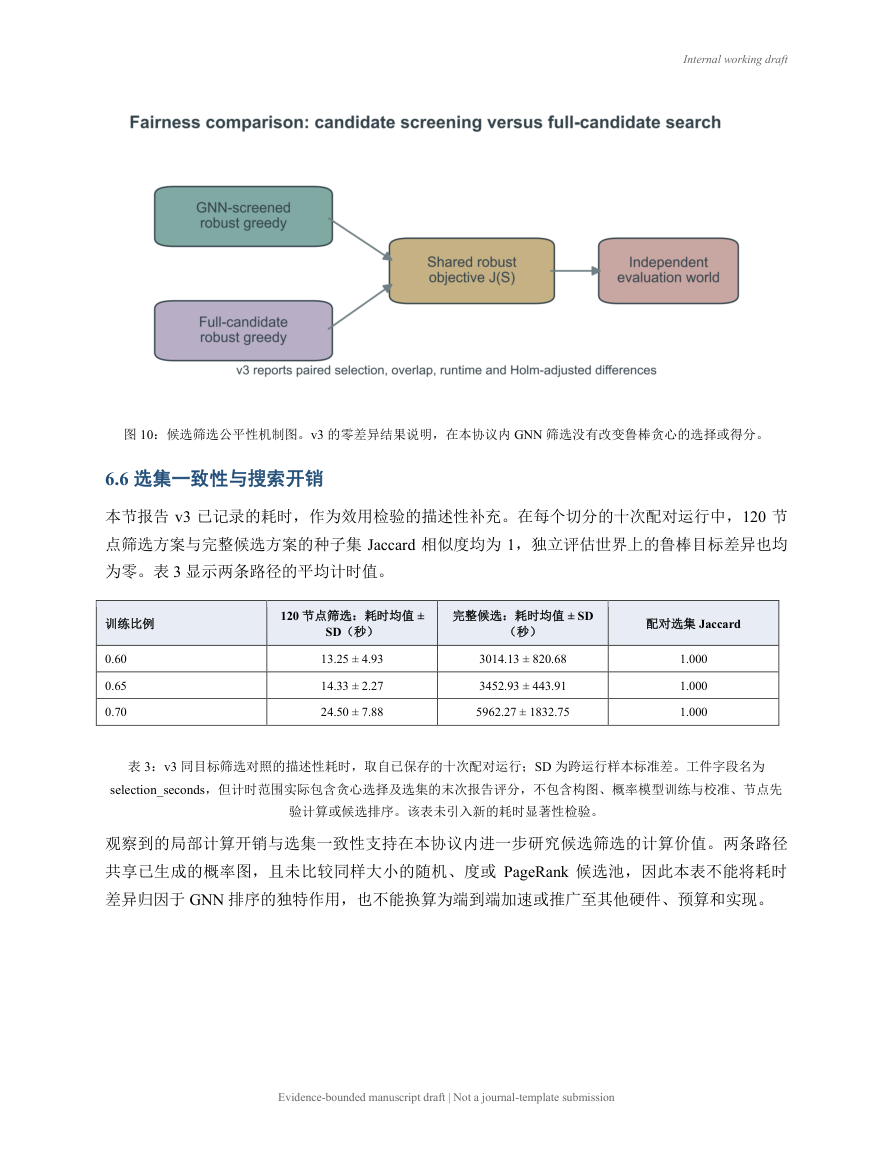 Internal working draft
Fairness comparison: candidate screening versus full-candidate search
GNN-screened
robust greedy
Shared robust
objective J(S)
Independent
evaluation world
Full-candidate
robust greedy
v3 reports paired selection, overlap, runtime and Holm-adjusted differences
图 10：候选筛选公平性机制图。v3 的零差异结果说明，在本协议内 GNN 筛选没有改变鲁棒贪心的选择或得分。
6.6 选集一致性与搜索开销
本节报告 v3 已记录的耗时，作为效用检验的描述性补充。在每个切分的十次配对运行中，120 节
点筛选方案与完整候选方案的种子集 Jaccard 相似度均为 1，独立评估世界上的鲁棒目标差异也均
为零。表 3 显示两条路径的平均计时值。
训练比例
120 节点筛选：耗时均值 ±
SD（秒）
完整候选：耗时均值 ± SD
（秒）
配对选集 Jaccard
0.60 13.25 ± 4.93 3014.13 ± 820.68 1.000
0.65 14.33 ± 2.27 3452.93 ± 443.91 1.000
0.70 24.50 ± 7.88 5962.27 ± 1832.75 1.000
表 3：v3 同目标筛选对照的描述性耗时，取自已保存的十次配对运行；SD 为跨运行样本标准差。工件字段名为
selection_seconds，但计时范围实际包含贪心选择及选集的末次报告评分，不包含构图、概率模型训练与校准、节点先
验计算或候选排序。该表未引入新的耗时显著性检验。
观察到的局部计算开销与选集一致性支持在本协议内进一步研究候选筛选的计算价值。两条路径
共享已生成的概率图，且未比较同样大小的随机、度或 PageRank 候选池，因此本表不能将耗时
差异归因于 GNN 排序的独特作用，也不能换算为端到端加速或推广至其他硬件、预算和实现。
Evidence-bounded manuscript draft | Not a journal-template submission